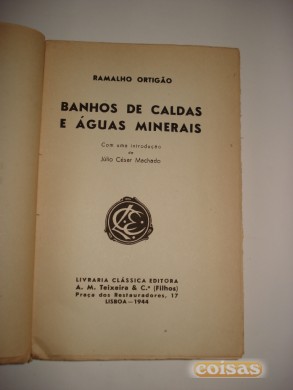 RAMALHO ORTIGÃO
BANHOS DE CALDAS
E ÁGUAS MINERAIS
Com uma introdução
de
Júlio César Machado
LIVRARIA CLÁSSICA EDITORA
A. M. Teixeira & C.ª (Filhos)
Praça dos Restauradores, 17
LISBOA — 1944
coisas